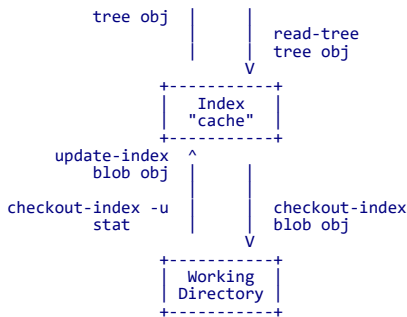 tree obj | |
| | read-tree
| | tree obj
V
+-----------+
| Index |
| "cache" |
+-----------+
update-index ^
blob obj | |
| |
checkout-index -u | | checkout-index
stat | | blob obj
V
+-----------+
| Working |
| Directory |
+-----------+